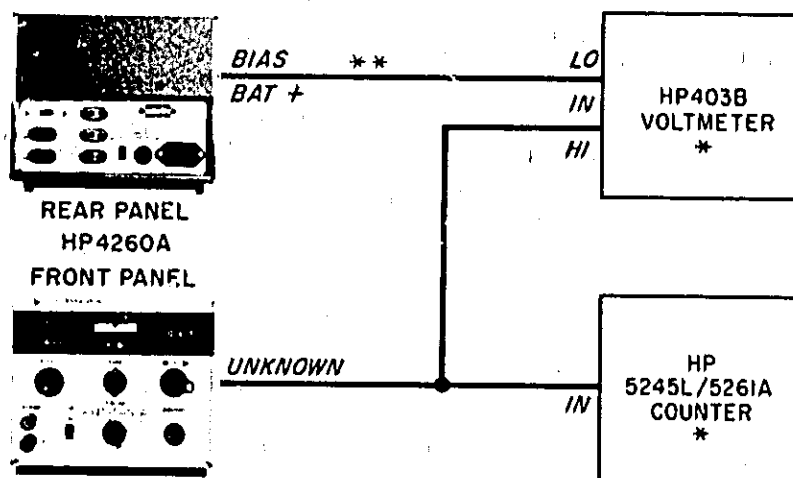 BIAS **
BAT +
LO
IN
HI
HP403B
VOLTMETER
*
REAR PANEL
HP4260A
FRONT PANEL
UNKNOWN
IN
HP
5245L/5261A
COUNTER
*